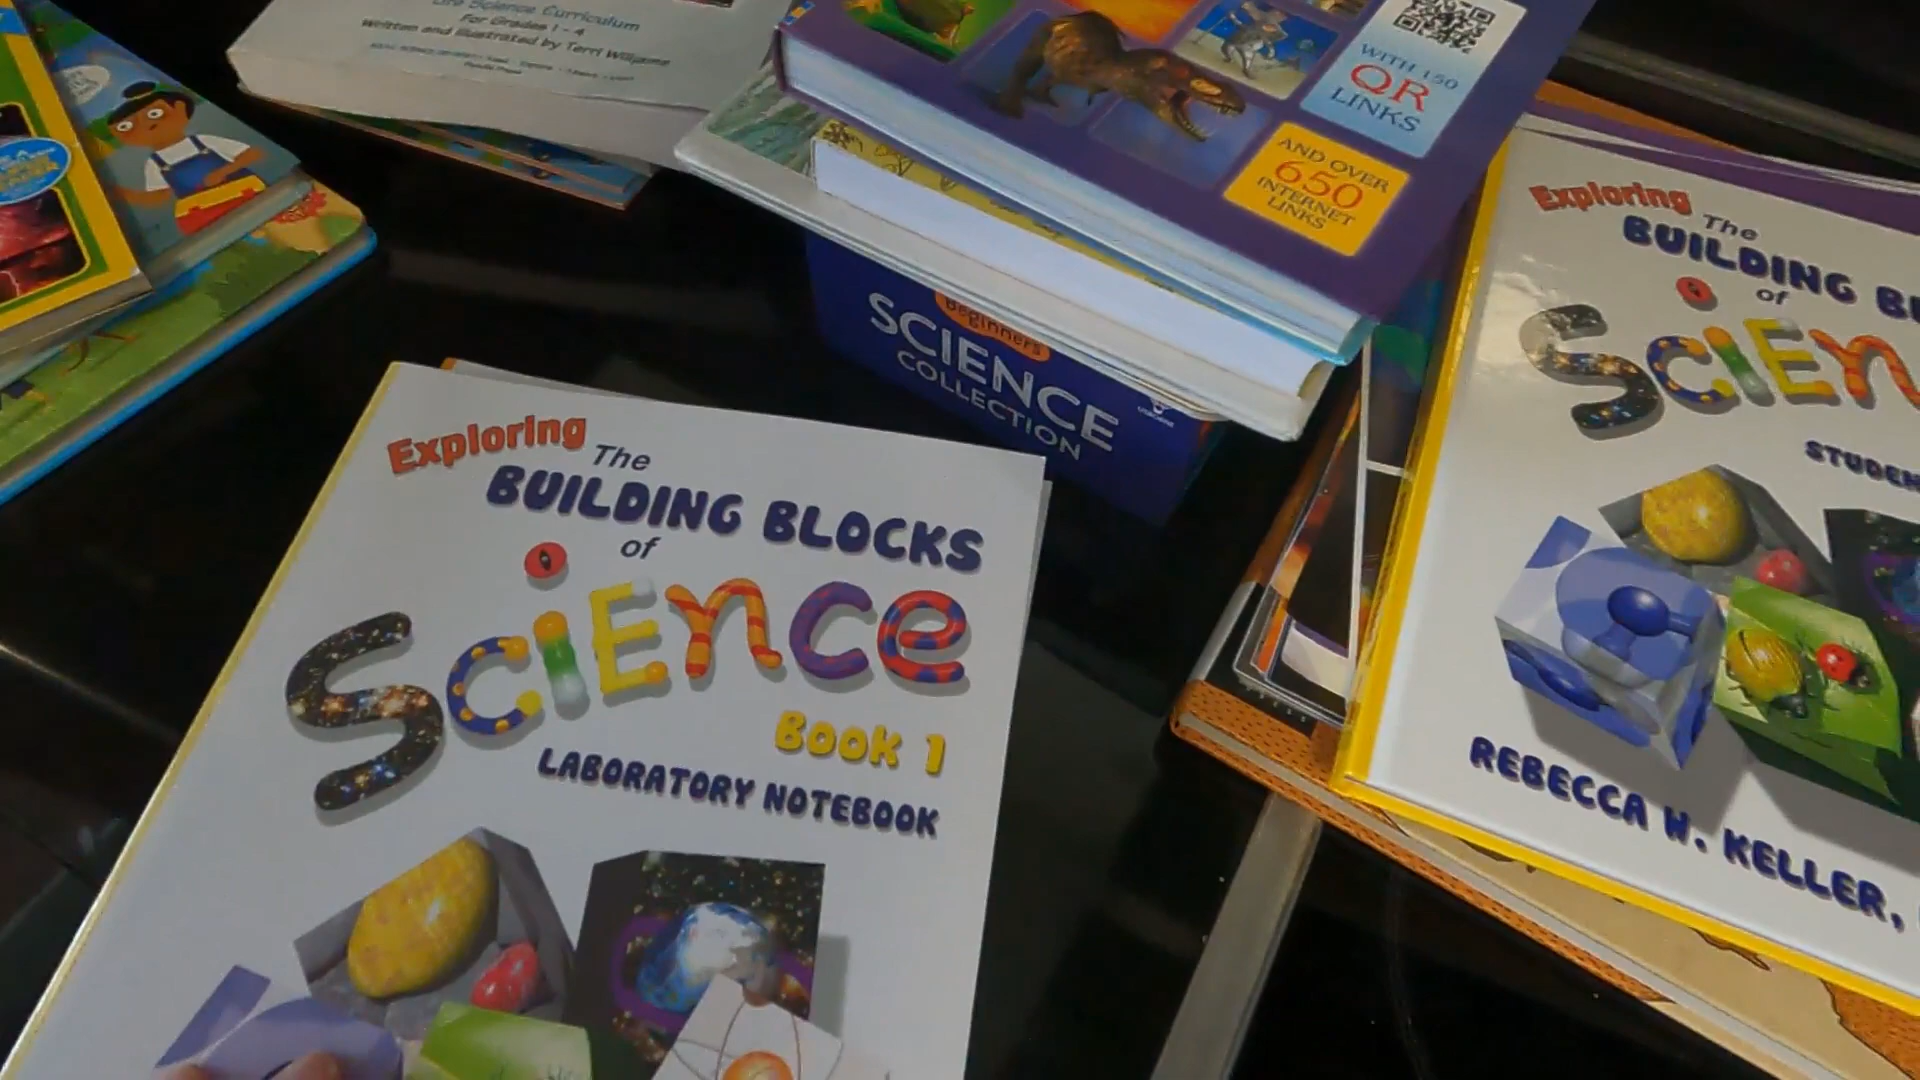 Life Science Curriculum
For Grades 1 - 4
Written and Illustrated by Terri Williams
WITH 150
QR
LINKS
AND OVER
650
INTERNET
LINKS
Beginners
SCIENCE
COLLECTION
USBORNE
Exploring
The
BUILDING BLOCKS
of
SCIENCE
BOOK 1
LABORATORY NOTEBOOK
Exploring
The
BUILDING
of
REBECCA W. KELLER,